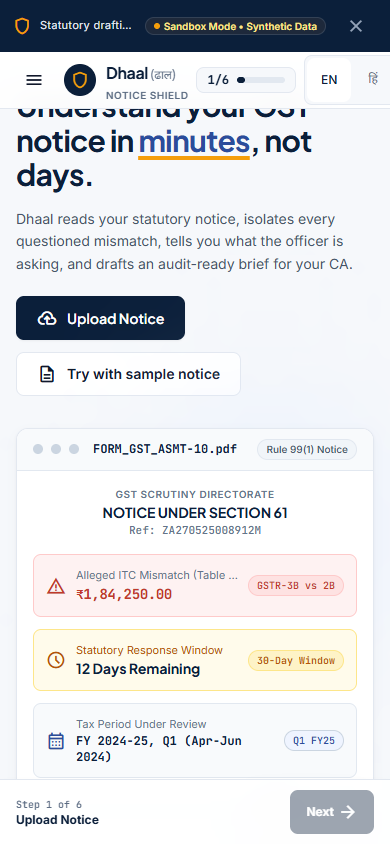 Statutory drafti...
Sandbox Mode • Synthetic Data
Dhaal (ढाल)
NOTICE SHIELD
1/6
EN
हिं
Understand your GST
notice in minutes, not
days.
Dhaal reads your statutory notice, isolates every
questioned mismatch, tells you what the officer is
asking, and drafts an audit-ready brief for your CA.
Upload Notice
Try with sample notice
FORM_GST_ASMT-10.pdf
Rule 99(1) Notice
GST SCRUTINY DIRECTORATE
NOTICE UNDER SECTION 61
Ref: ZA270525008912M
Alleged ITC Mismatch (Table ...
₹1,84,250.00
GSTR-3B vs 2B
Statutory Response Window
12 Days Remaining
30-Day Window
Tax Period Under Review
FY 2024-25, Q1 (Apr-Jun
2024)
Q1 FY25
Step 1 of 6
Upload Notice
Next